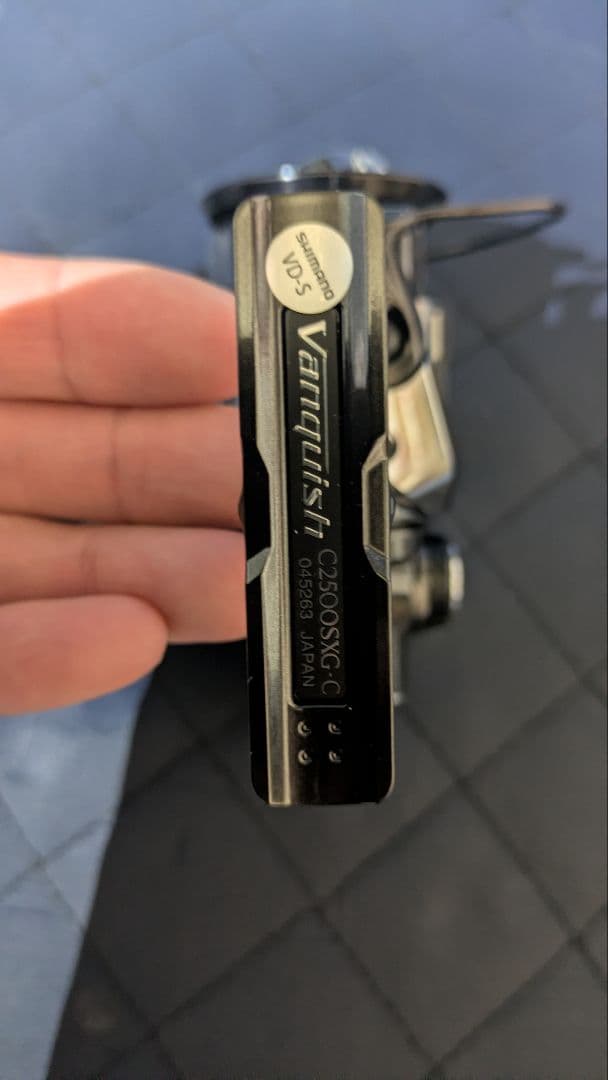 SHIMANO
VD-S
Vanquish
C2500SXG-C
045263 JAPAN